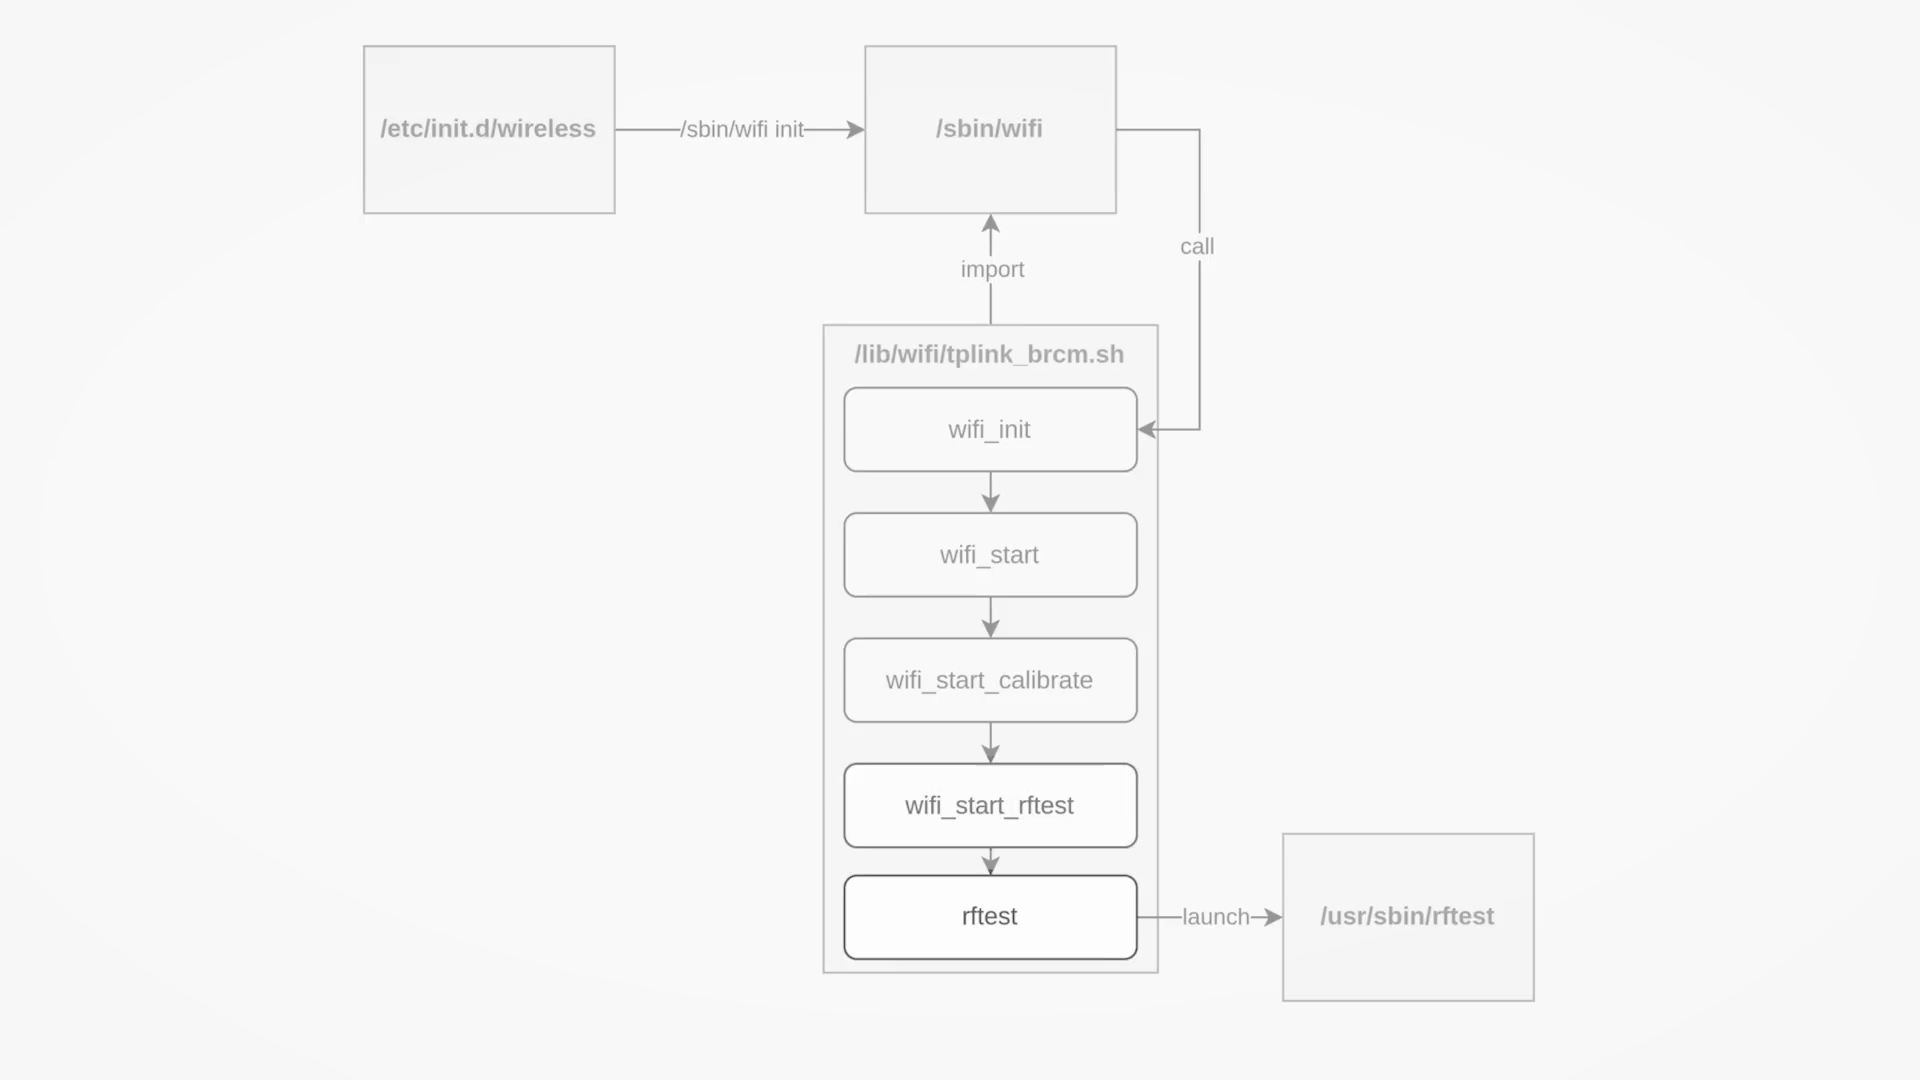 /etc/init.d/wireless
/sbin/wifi init
/sbin/wifi
call
import
/lib/wifi/tplink_brcm.sh
wifi_init
wifi_start
wifi_start_calibrate
wifi_start_rftest
rftest
launch
/usr/sbin/rftest